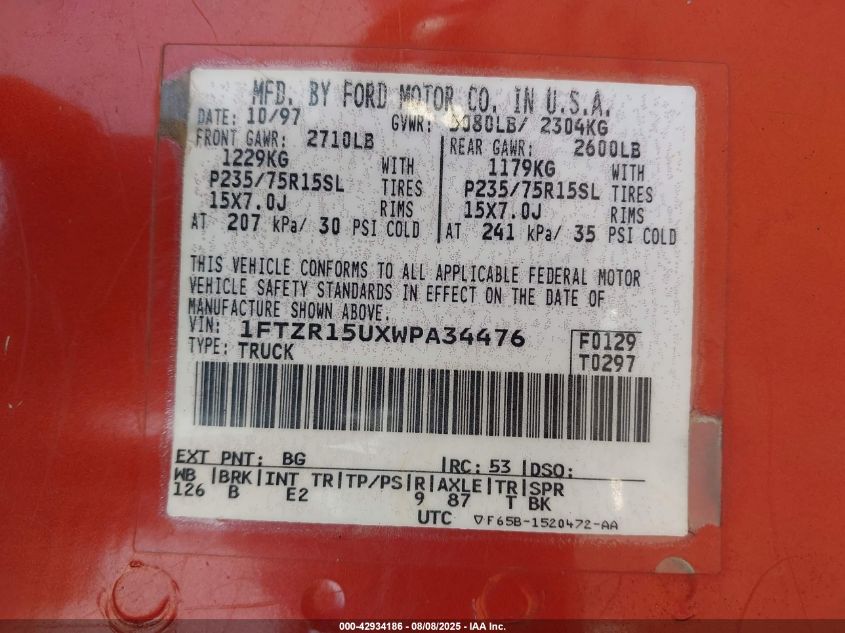 MFD. BY FORD MOTOR CO. IN U.S.A.
DATE: 10/97 GVWR: 5080LB/ 2304KG
FRONT GAWR: 2710LB REAR GAWR: 2600LB
1229KG WITH 1179KG WITH
P235/75R15SL TIRES P235/75R15SL TIRES
15X7.0J RIMS 15X7.0J RIMS
AT 207 kPa/ 30 PSI COLD AT 241 kPa/ 35 PSI COLD
THIS VEHICLE CONFORMS TO ALL APPLICABLE FEDERAL MOTOR
VEHICLE SAFETY STANDARDS IN EFFECT ON THE DATE OF
MANUFACTURE SHOWN ABOVE.
VIN: 1FTZR15UXWPA34476 F0129
TYPE: TRUCK T0297
EXT PNT: BG RC: 53 DSO:
WB BRK INT TR TP/PS R AXLE TR SPR
126 B E2 9 87 T BK
UTC ▽F65B-1520472-AA
000-42934186 - 08/08/2025 - IAA Inc.